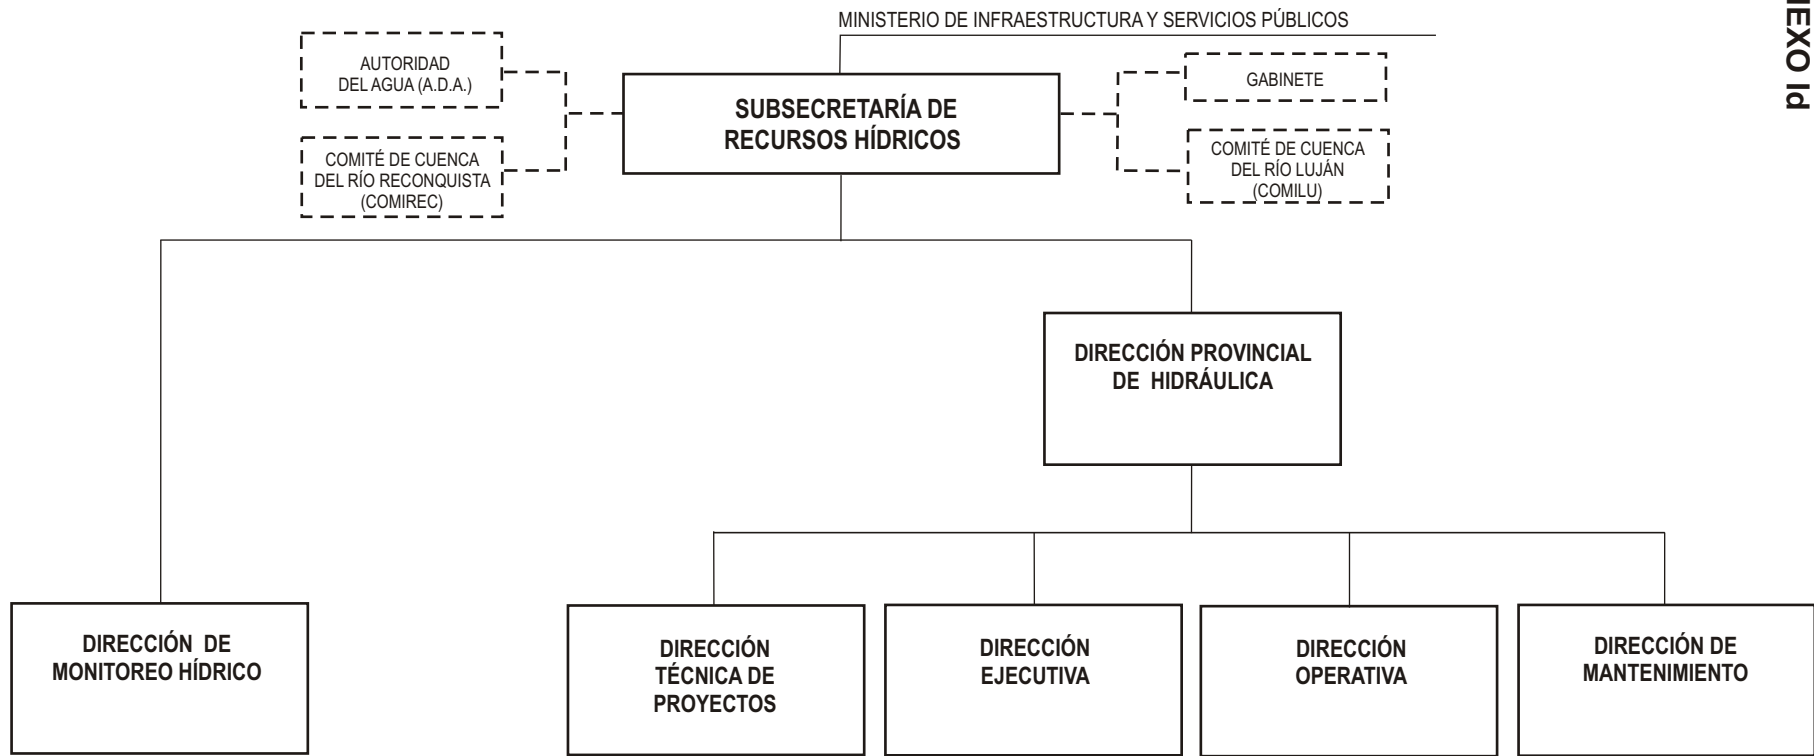 MINISTERIO DE INFRAESTRUCTURA Y SERVICIOS PÚBLICOS
AUTORIDAD
DEL AGUA (A.D.A.)
COMITÉ DE CUENCA
DEL RÍO RECONQUISTA
(COMIREC)
SUBSECRETARÍA DE
RECURSOS HÍDRICOS
GABINETE
COMITÉ DE CUENCA
DEL RÍO LUJÁN
(COMILU)
DIRECCIÓN PROVINCIAL
DE HIDRÁULICA
DIRECCIÓN DE
MONITOREO HÍDRICO
DIRECCIÓN
TÉCNICA DE
PROYECTOS
DIRECCIÓN
EJECUTIVA
DIRECCIÓN
OPERATIVA
DIRECCIÓN DE
MANTENIMIENTO
Id